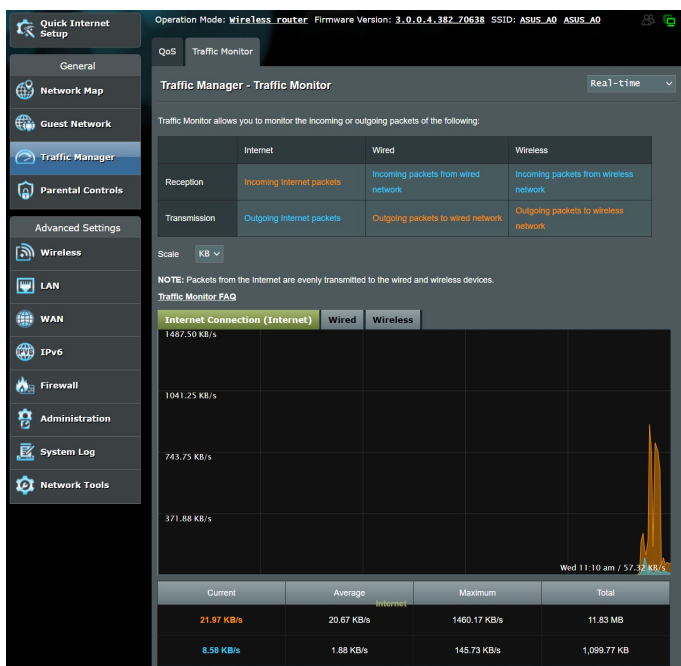 Quick Internet
Setup
General
Network Map
Guest Network
Traffic Manager
Parental Controls
Advanced Settings
Wireless
LAN
WAN
IPv6
IPv6
Firewall
Administration
System Log
Network Tools
Operation Mode: Wireless router Firmware Version: 3.0.0.4.382_70638 SSID: ASUS_A0 ASUS_A0
QoS Traffic Monitor
Traffic Manager - Traffic Monitor
Real-time
Traffic Monitor allows you to monitor the incoming or outgoing packets of the following:
Internet Wired Wireless
Reception Incoming Internet packets Incoming packets from wired network Incoming packets from wireless network
Transmission Outgoing Internet packets Outgoing packets to wired network Outgoing packets to wireless network
Scale KB
NOTE: Packets from the Internet are evenly transmitted to the wired and wireless devices.
Traffic Monitor FAQ
Internet Connection (Internet) Wired Wireless
1487.50 KB/s
1041.25 KB/s
743.75 KB/s
371.88 KB/s
Wed 11:10 am / 57.32 KB/s
Current Average Maximum Total
Internet
21.97 KB/s 20.67 KB/s 1460.17 KB/s 11.83 MB
8.58 KB/s 1.88 KB/s 145.73 KB/s 1,099.77 KB